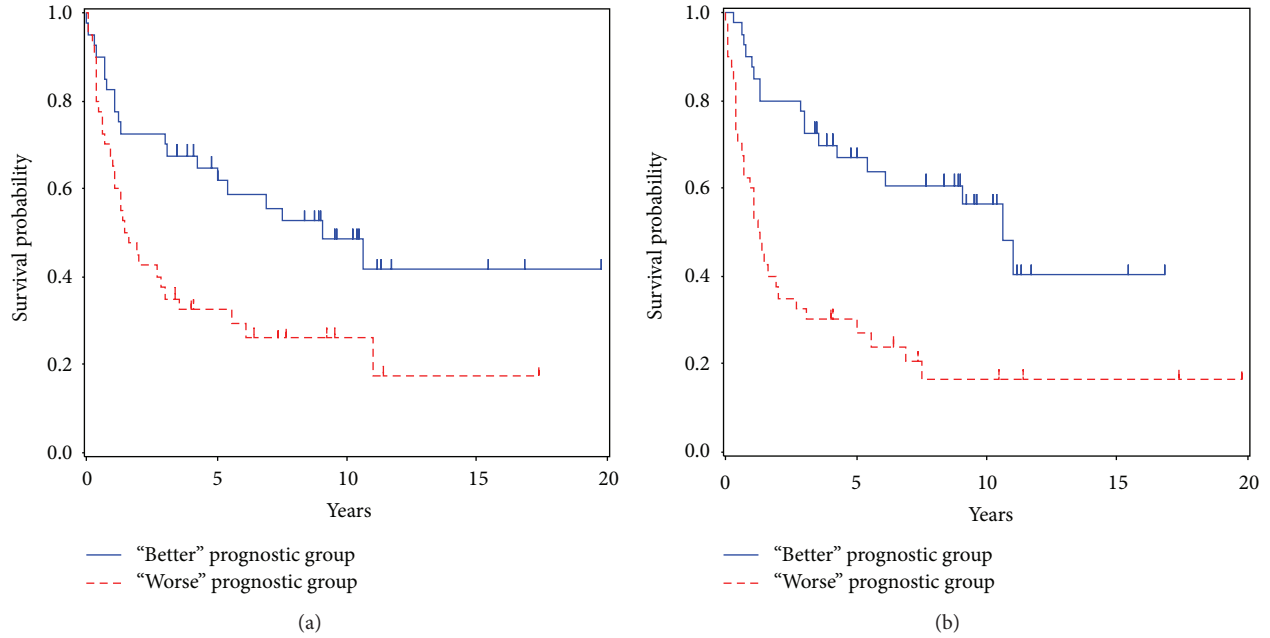 1.0
0.8
0.6
0.4
0.2
0.0
Survival probability
0 5 10 15 20
Years
“Better” prognostic group
“Worse” prognostic group
(a)
1.0
0.8
0.6
0.4
0.2
0.0
Survival probability
0 5 10 15 20
Years
“Better” prognostic group
“Worse” prognostic group
(b)